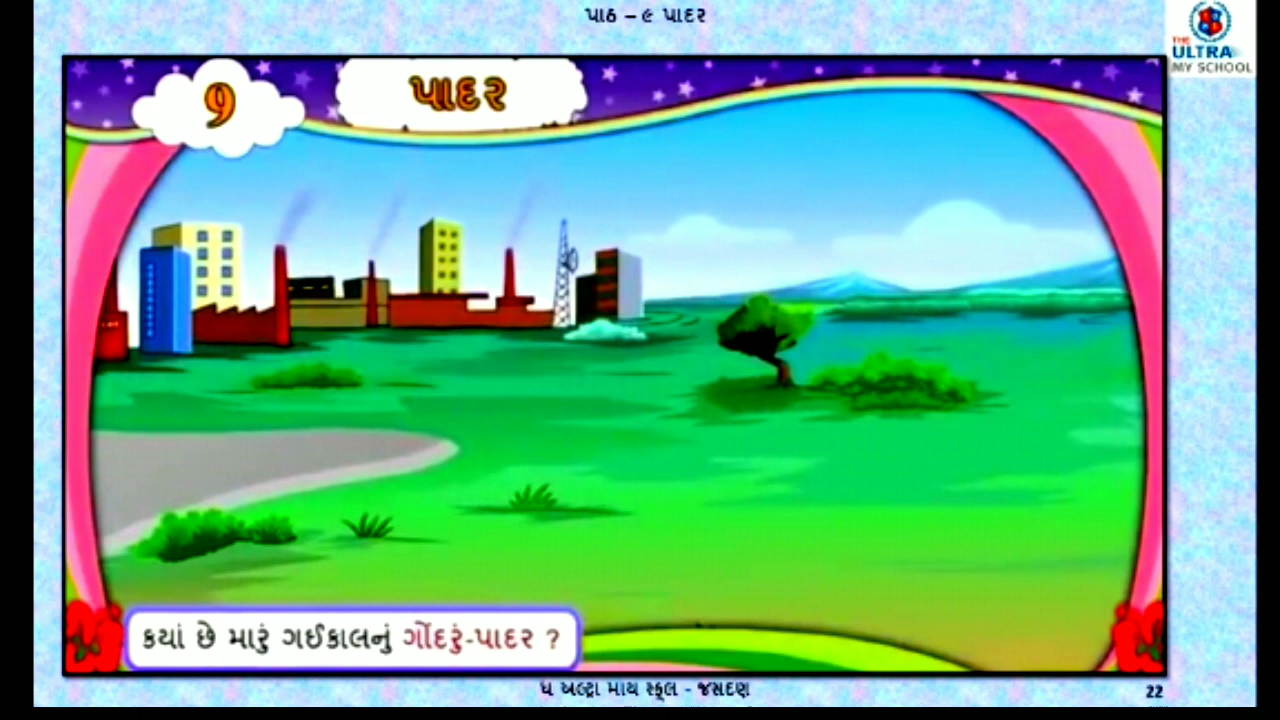 પાઠ – ૯ પાદર
THE
ULTRA
MY SCHOOL
9
પાદર
કયાં છે મારું ગઈકાલનું ગોંદરું-પાદર ?
ધ અલ્ટ્રા માય સ્કૂલ - જસદણ
22